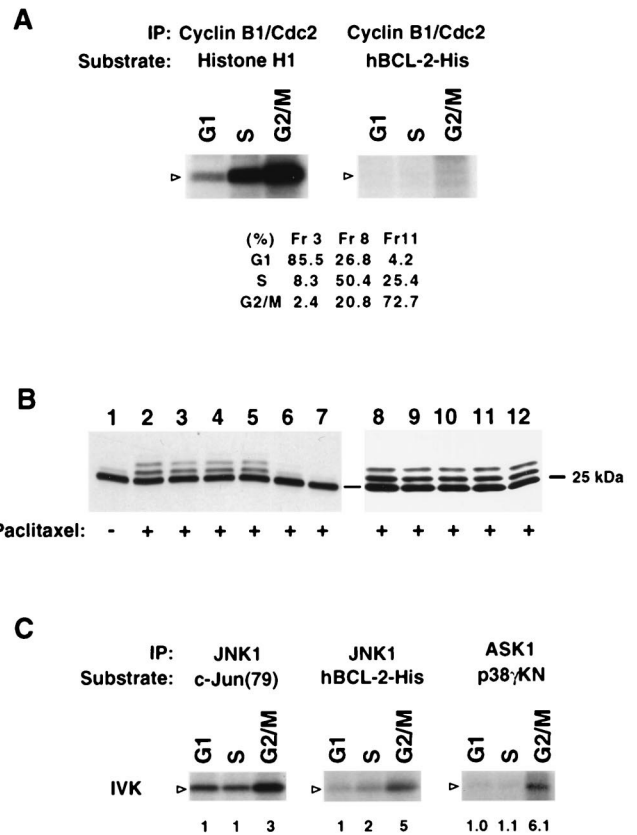 A
IP: Cyclin B1/Cdc2 Cyclin B1/Cdc2
Substrate: Histone H1 hBCL-2-His
G1 S G2/M G1 S G2/M
(%) Fr 3 Fr 8 Fr11
G1 85.5 26.8 4.2
S 8.3 50.4 25.4
G2/M 2.4 20.8 72.7
B
1 2 3 4 5 6 7 8 9 10 11 12
25 kDa
Paclitaxel: - + + + + + + + + + + +
C
IP: JNK1 JNK1 ASK1
Substrate: c-Jun(79) hBCL-2-His p38γKN
G1 S G2/M G1 S G2/M G1 S G2/M
IVK
1 1 3 1 2 5 1.0 1.1 6.1